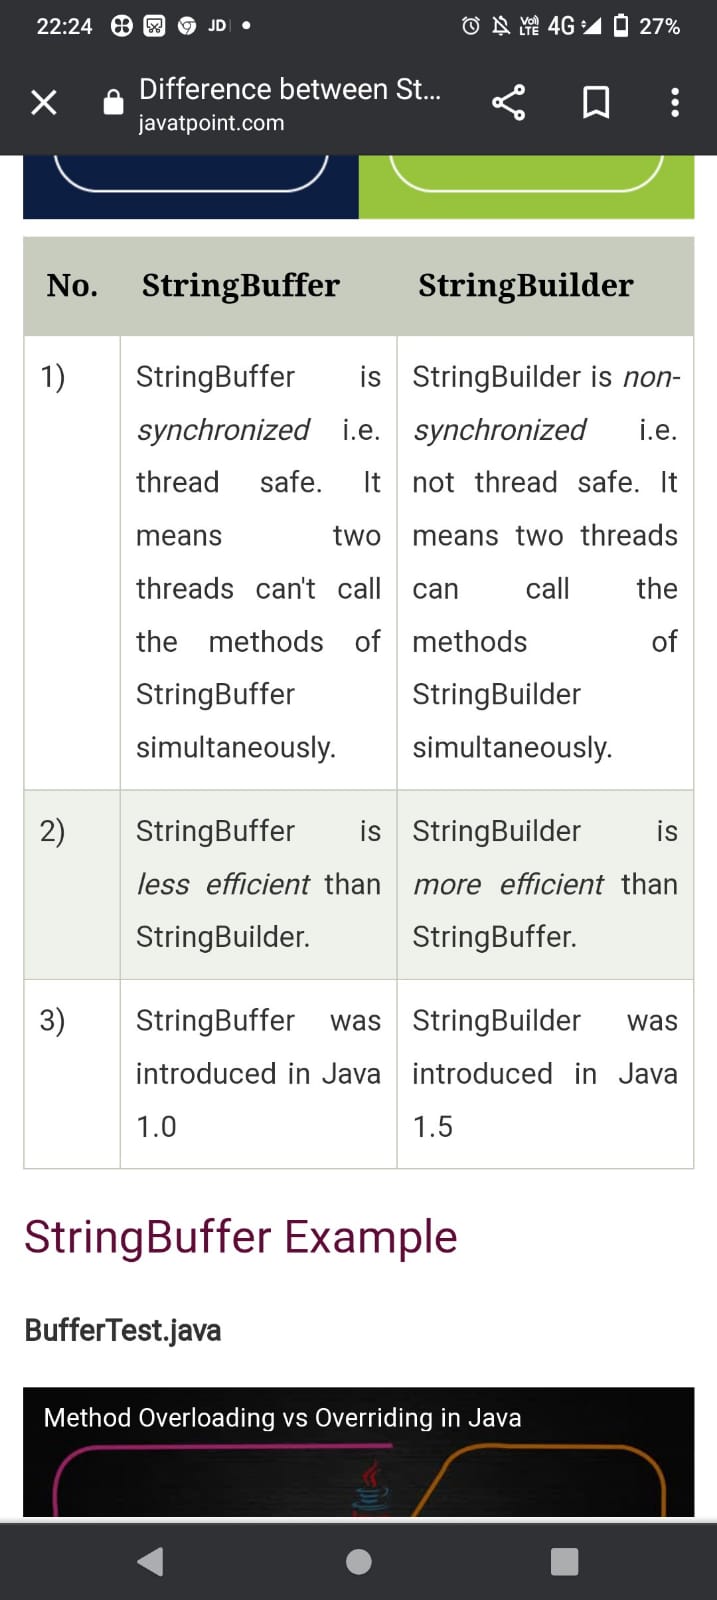 22:24 JD VoD LTE 4G 27%
Difference between St...
javatpoint.com
No. StringBuffer StringBuilder
1) StringBuffer is synchronized i.e. thread safe. It means two threads can't call the methods of StringBuffer simultaneously.
StringBuilder is non-synchronized i.e. not thread safe. It means two threads can call the methods of StringBuilder simultaneously.
2) StringBuffer is less efficient than StringBuilder.
StringBuilder is more efficient than StringBuffer.
3) StringBuffer was introduced in Java 1.0
StringBuilder was introduced in Java 1.5
StringBuffer Example
BufferTest.java
Method Overloading vs Overriding in Java